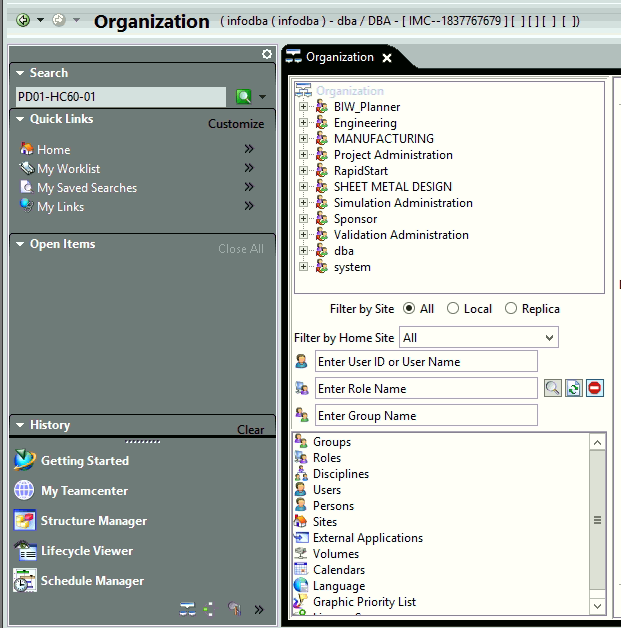 Organization ( infodba ( infodba ) - dba / DBA - [ IMC--1837767679 ] [ ] [ ] [ ] [ ])
Search
PD01-HC60-01
Quick Links
Customize
Home
My Worklist
My Saved Searches
My Links
Open Items
Close All
History
Clear
Getting Started
My Teamcenter
Structure Manager
Lifecycle Viewer
Schedule Manager
Organization
Organization
BIW_Planner
Engineering
MANUFACTURING
Project Administration
RapidStart
SHEET METAL DESIGN
Simulation Administration
Sponsor
Validation Administration
dba
system
Filter by Site All Local Replica
Filter by Home Site All
Enter User ID or User Name
Enter Role Name
Enter Group Name
Groups
Roles
Disciplines
Users
Persons
Sites
External Applications
Volumes
Calendars
Language
Graphic Priority List